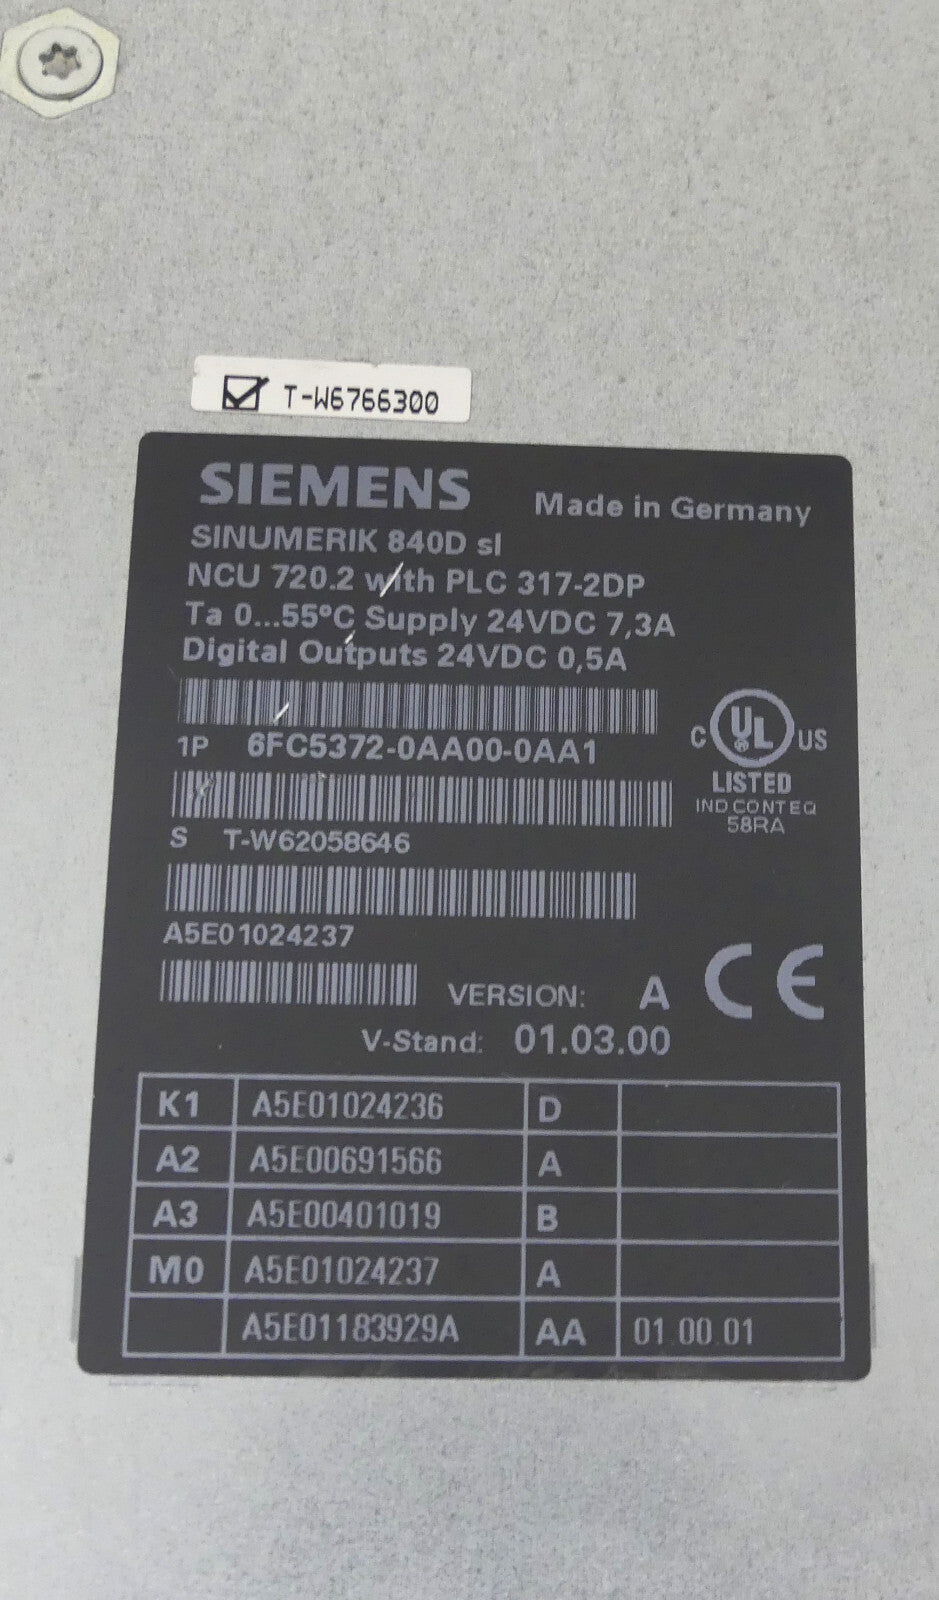 T-W6766300
SIEMENS Made in Germany
SINUMERIK 840D sl
NCU 720.2 with PLC 317-2DP
Ta 0...55°C Supply 24VDC 7,3A
Digital Outputs 24VDC 0,5A
1P 6FC5372-0AA00-0AA1
C UL US
LISTED
IND CONT EQ
58RA
S T-W62058646
A5E01024237
VERSION: A CE
V-Stand: 01.03.00
K1 A5E01024236 D
A2 A5E00691566 A
A3 A5E00401019 B
M0 A5E01024237 A
A5E01183929A AA 01.00.01